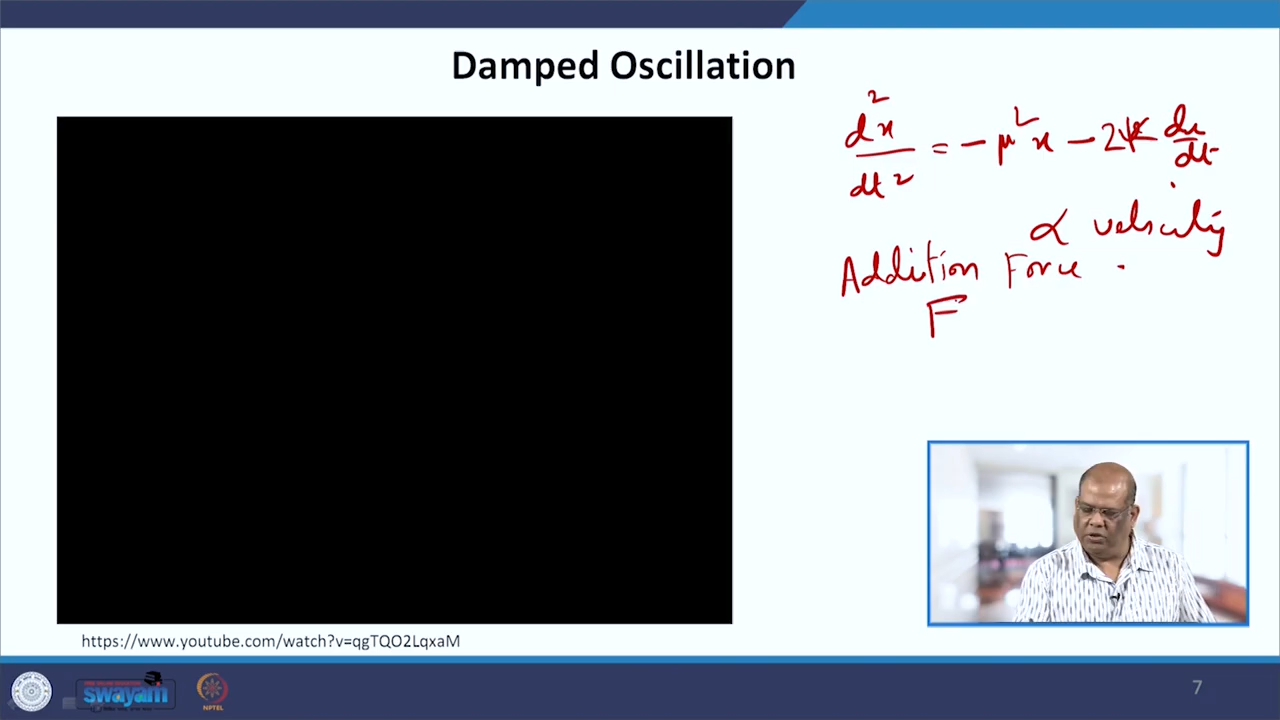 Damped Oscillation
d²x/dt² = - μ²x - 2k dx/dt
∝ velocity
Addition Force
F
https://www.youtube.com/watch?v=qgTQO2LqxaM
swayam
NPTEL
7